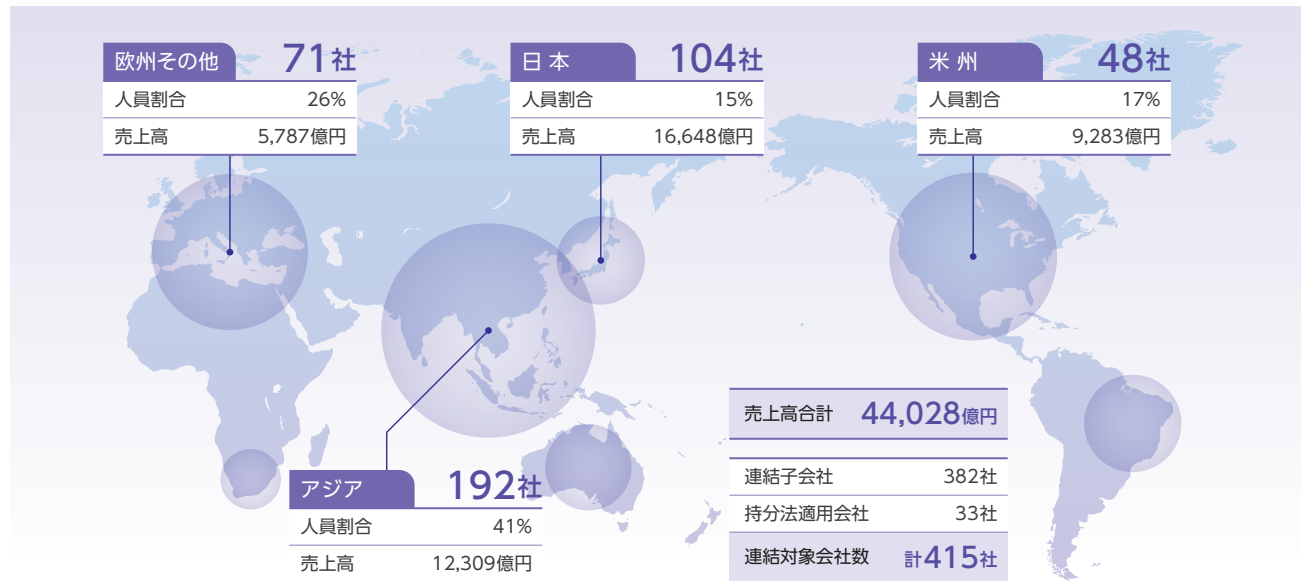 欧州その他 71社
人員割合 26%
売上高 5,787億円
日 本 104社
人員割合 15%
売上高 16,648億円
米 州 48社
人員割合 17%
売上高 9,283億円
アジア 192社
人員割合 41%
売上高 12,309億円
売上高合計 44,028億円
連結子会社 382社
持分法適用会社 33社
連結対象会社数 計415社